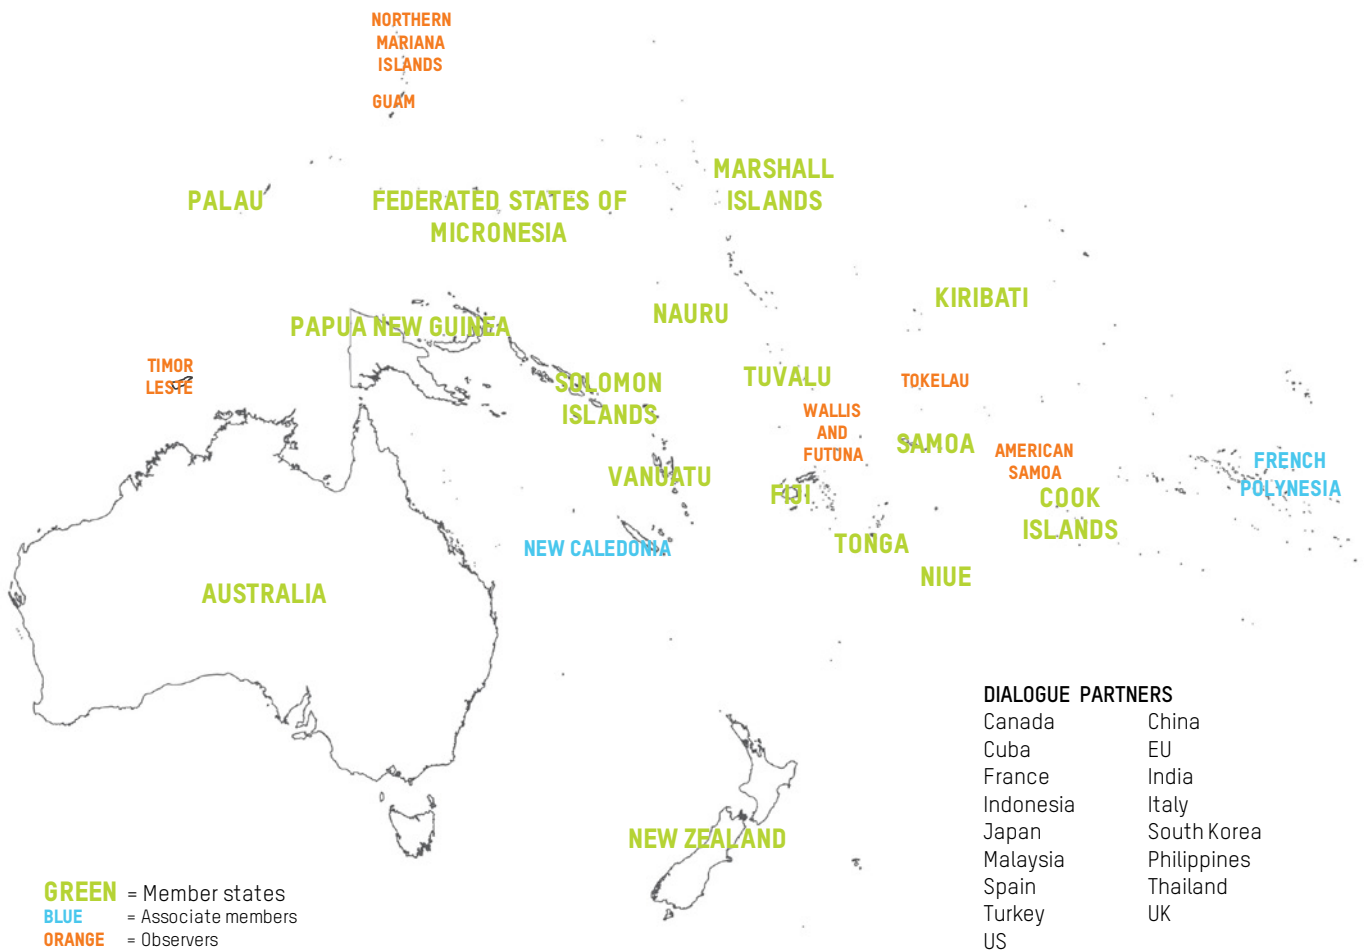 NORTHERN
MARIANA
ISLANDS
GUAM
PALAU
FEDERATED STATES OF
MICRONESIA
MARSHALL
ISLANDS
KIRIBATI
NAURU
PAPUA NEW GUINEA
TIMOR
LESTE
SOLOMON
ISLANDS
TUVALU
TOKELAU
WALLIS
AND
FUTUNA
SAMOA
AMERICAN
SAMOA
FRENCH
POLYNESIA
VANUATU
FIJI
COOK
ISLANDS
NEW CALEDONIA
TONGA
NIUE
AUSTRALIA
NEW ZEALAND
DIALOGUE PARTNERS
Canada
Cuba
France
Indonesia
Japan
Malaysia
Spain
Turkey
US
China
EU
India
Italy
South Korea
Philippines
Thailand
UK
GREEN = Member states
BLUE = Associate members
ORANGE = Observers